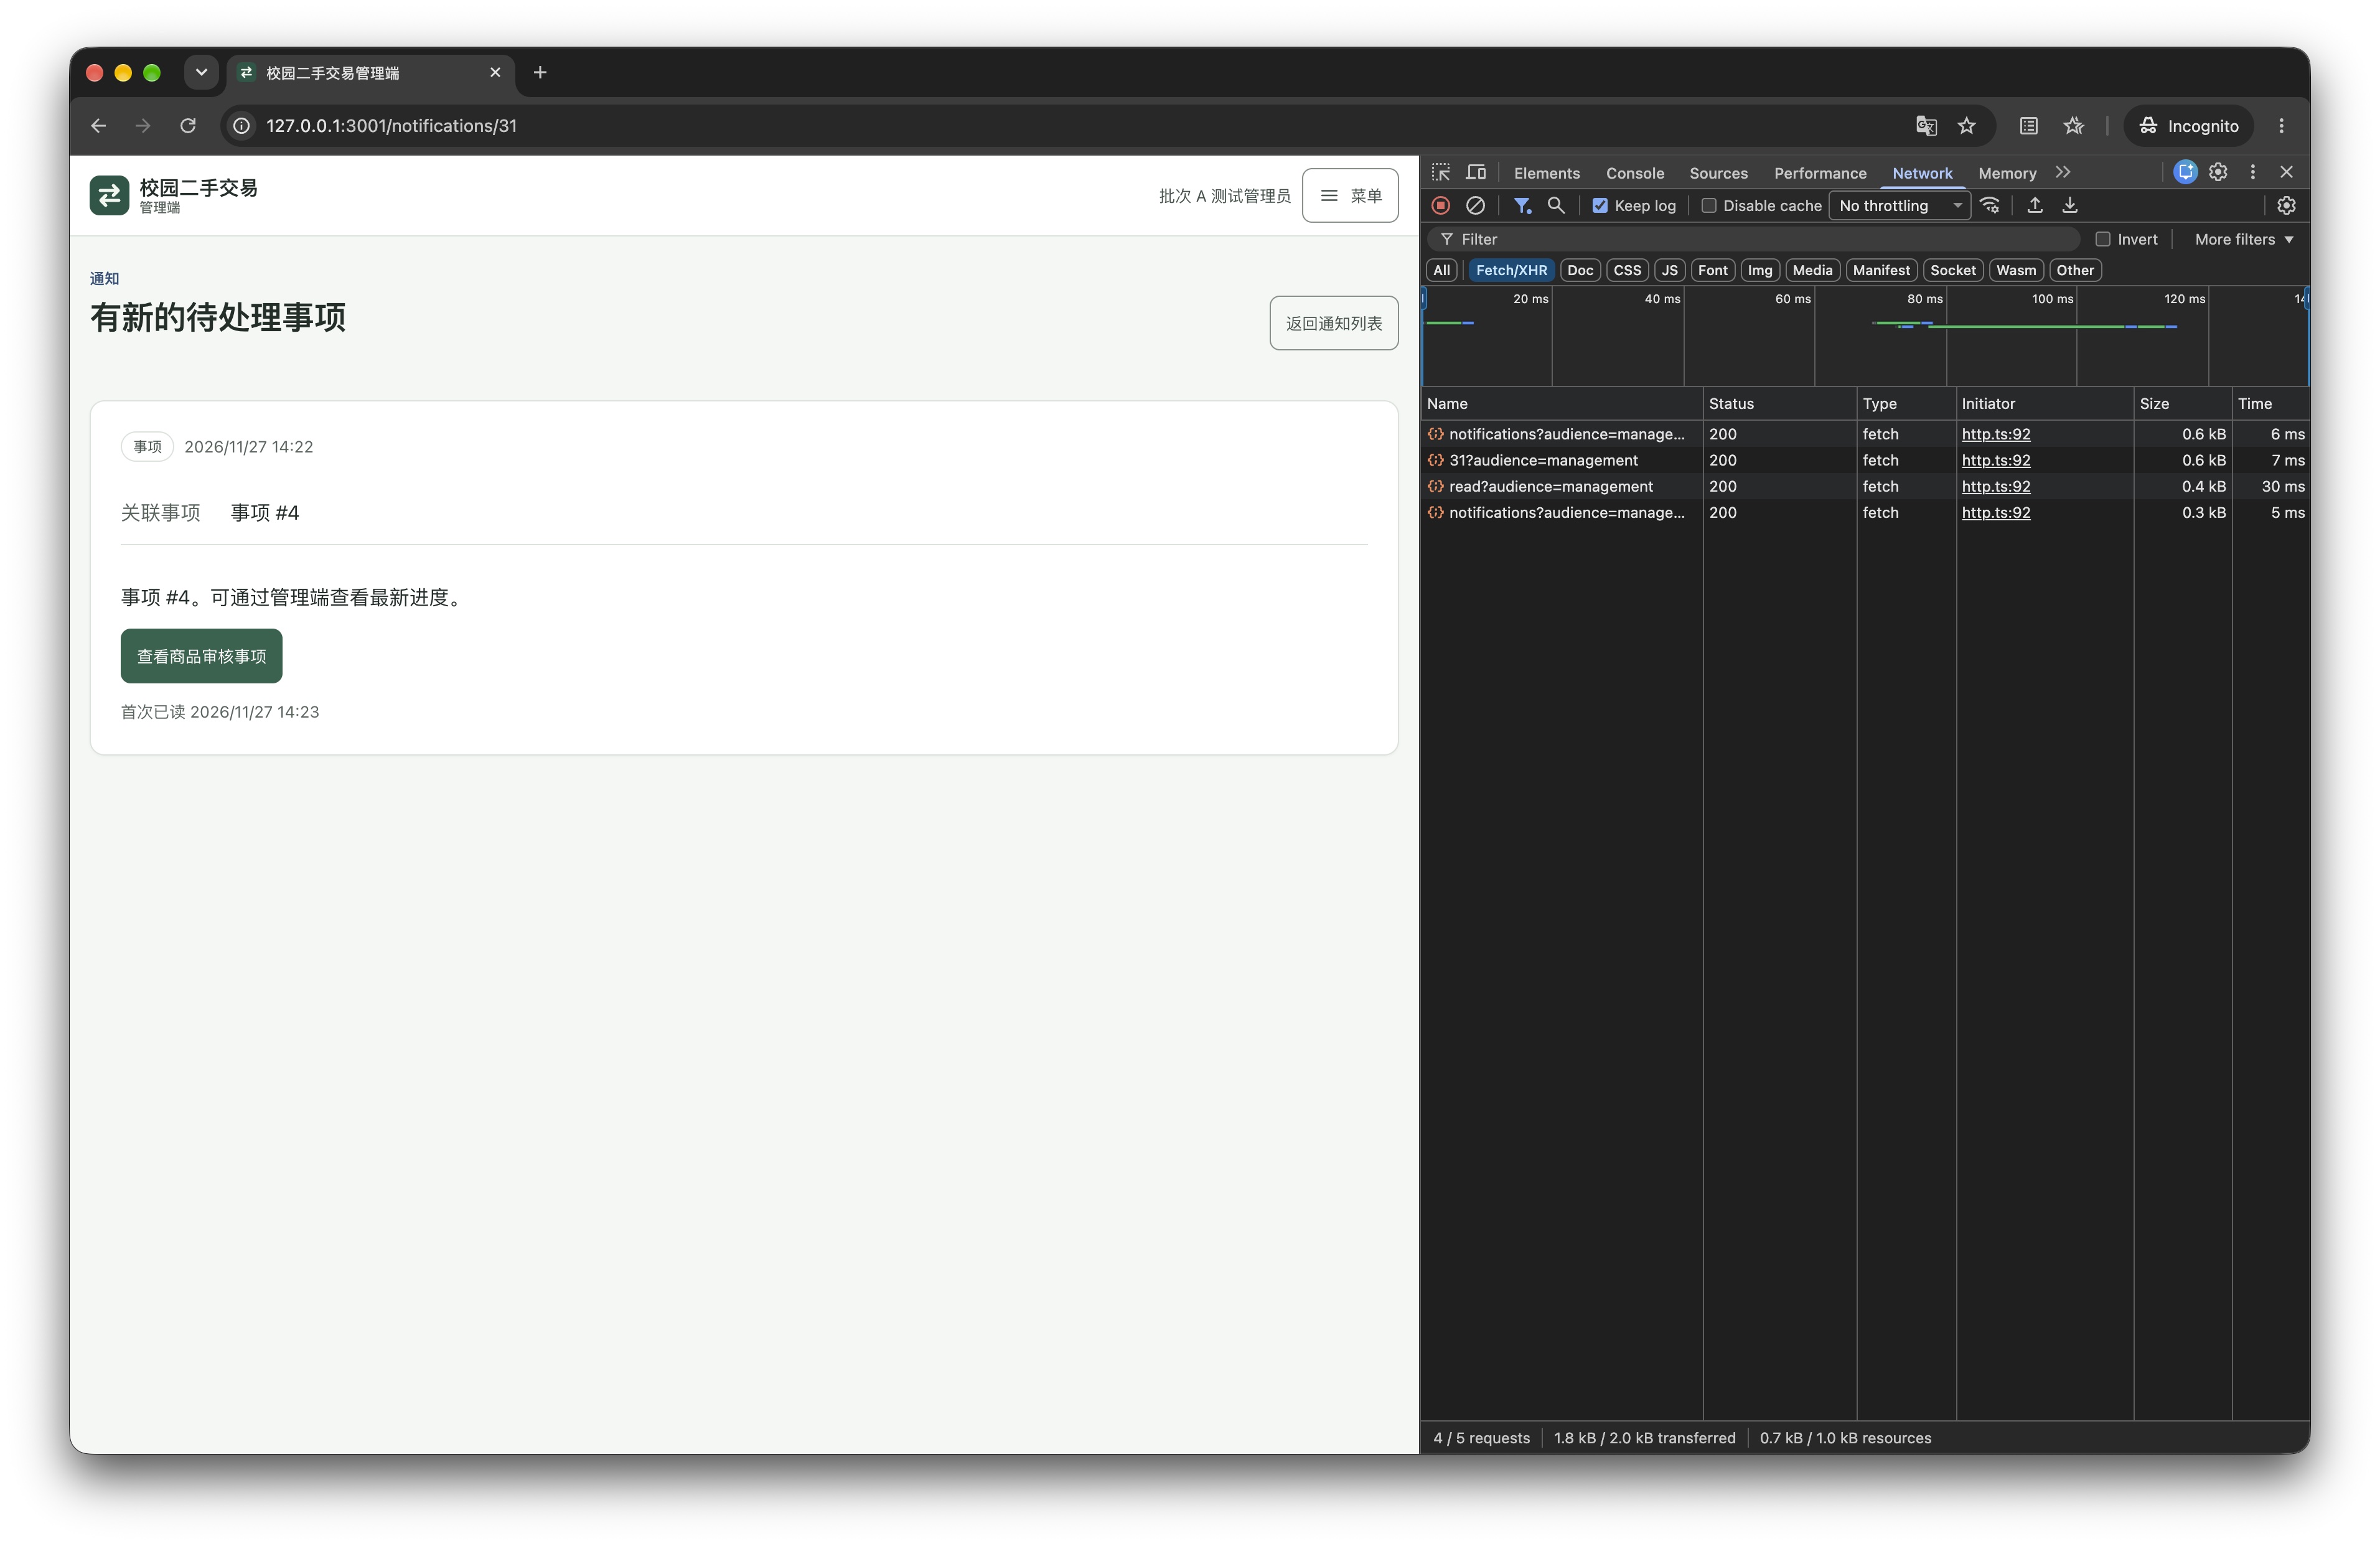 校园二手交易管理端
127.0.0.1:3001/notifications/31
Incognito
校园二手交易
管理端
批次 A 测试管理员
菜单
通知
有新的待处理事项
返回通知列表
事项 2026/11/27 14:22
关联事项 事项 #4
事项 #4。可通过管理端查看最新进度。
查看商品审核事项
首次已读 2026/11/27 14:23
Elements Console Sources Performance Network Memory
Keep log Disable cache No throttling
Filter Invert More filters
All Fetch/XHR Doc CSS JS Font Img Media Manifest Socket Wasm Other
20 ms 40 ms 60 ms 80 ms 100 ms 120 ms 14
Name Status Type Initiator Size Time
notifications?audience=manage... 200 fetch http.ts:92 0.6 kB 6 ms
31?audience=management 200 fetch http.ts:92 0.6 kB 7 ms
read?audience=management 200 fetch http.ts:92 0.4 kB 30 ms
notifications?audience=manage... 200 fetch http.ts:92 0.3 kB 5 ms
4 / 5 requests 1.8 kB / 2.0 kB transferred 0.7 kB / 1.0 kB resources